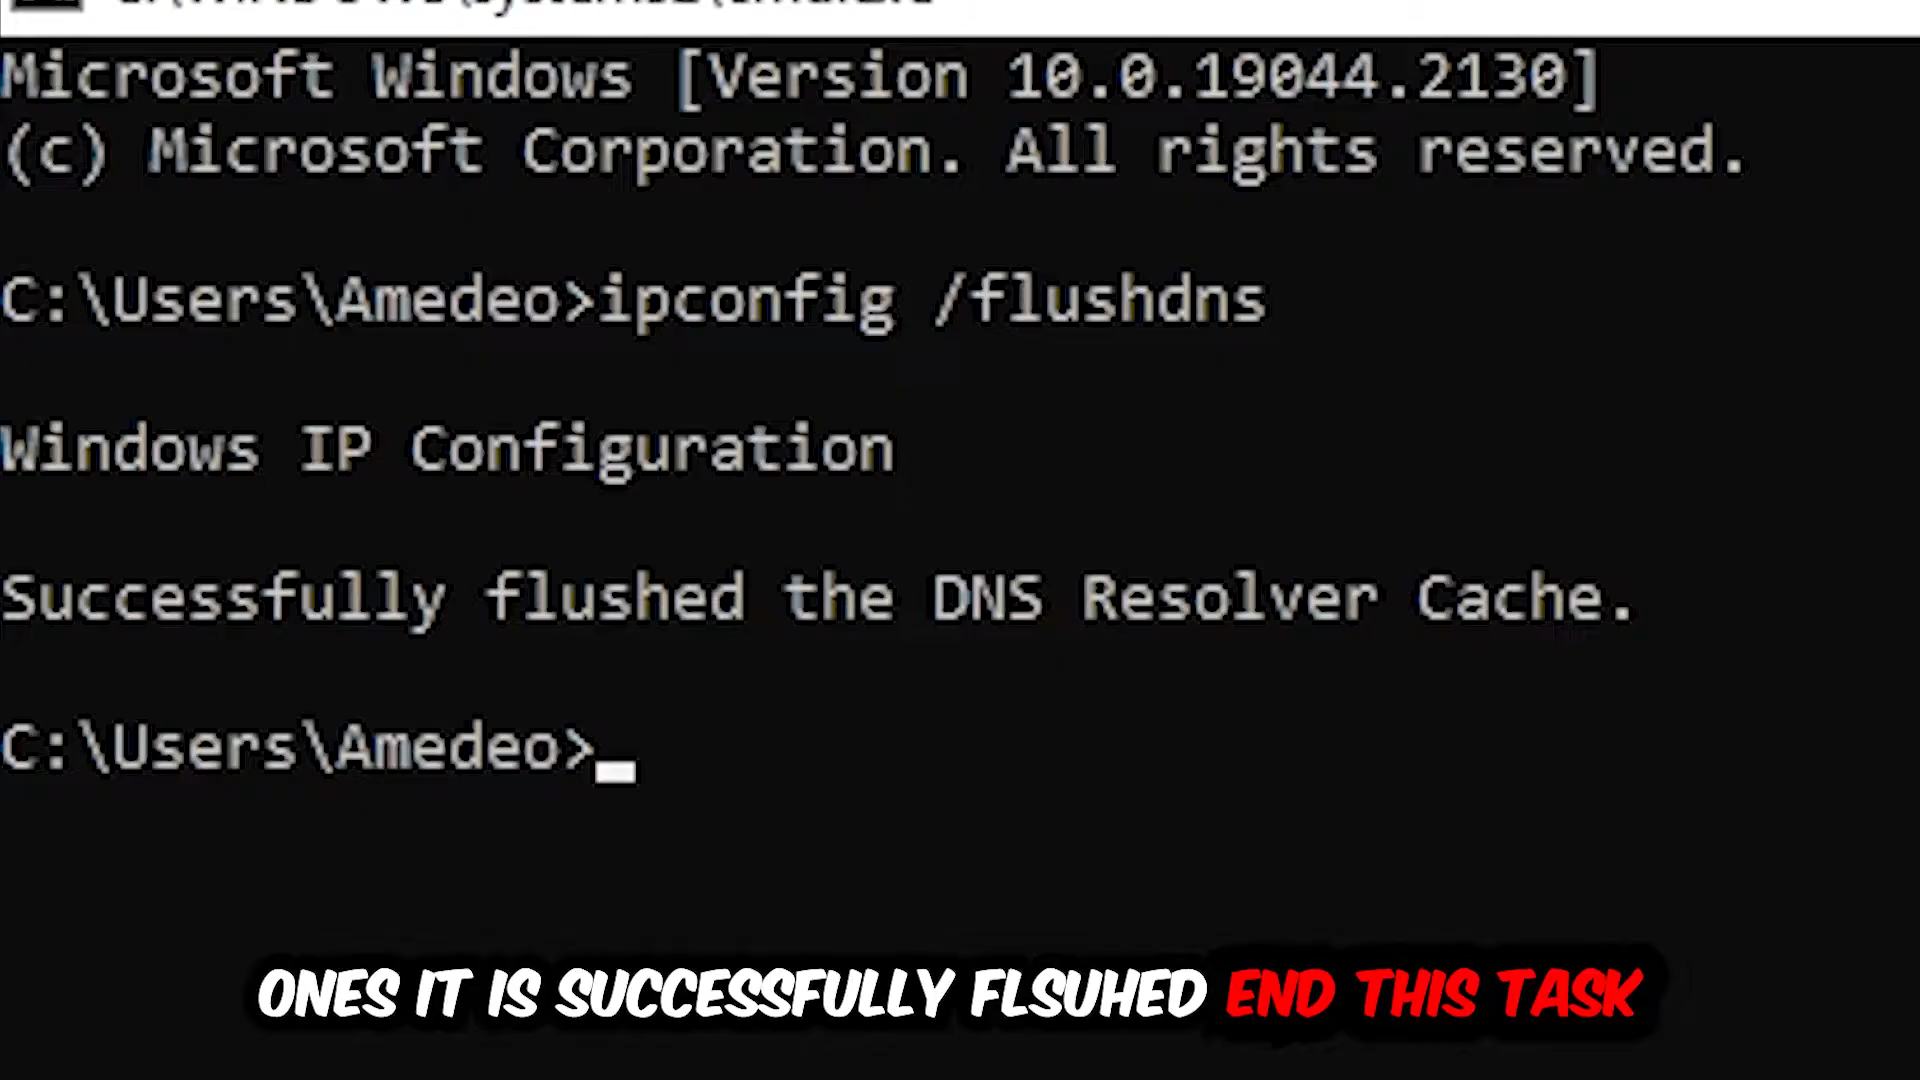 Microsoft Windows [Version 10.0.19044.2130]
(c) Microsoft Corporation. All rights reserved.
C:\Users\Amedeo>ipconfig /flushdns
Windows IP Configuration
Successfully flushed the DNS Resolver Cache.
C:\Users\Amedeo>
ONES IT IS SUCCESSFULLY FLSUHED END THIS TASK